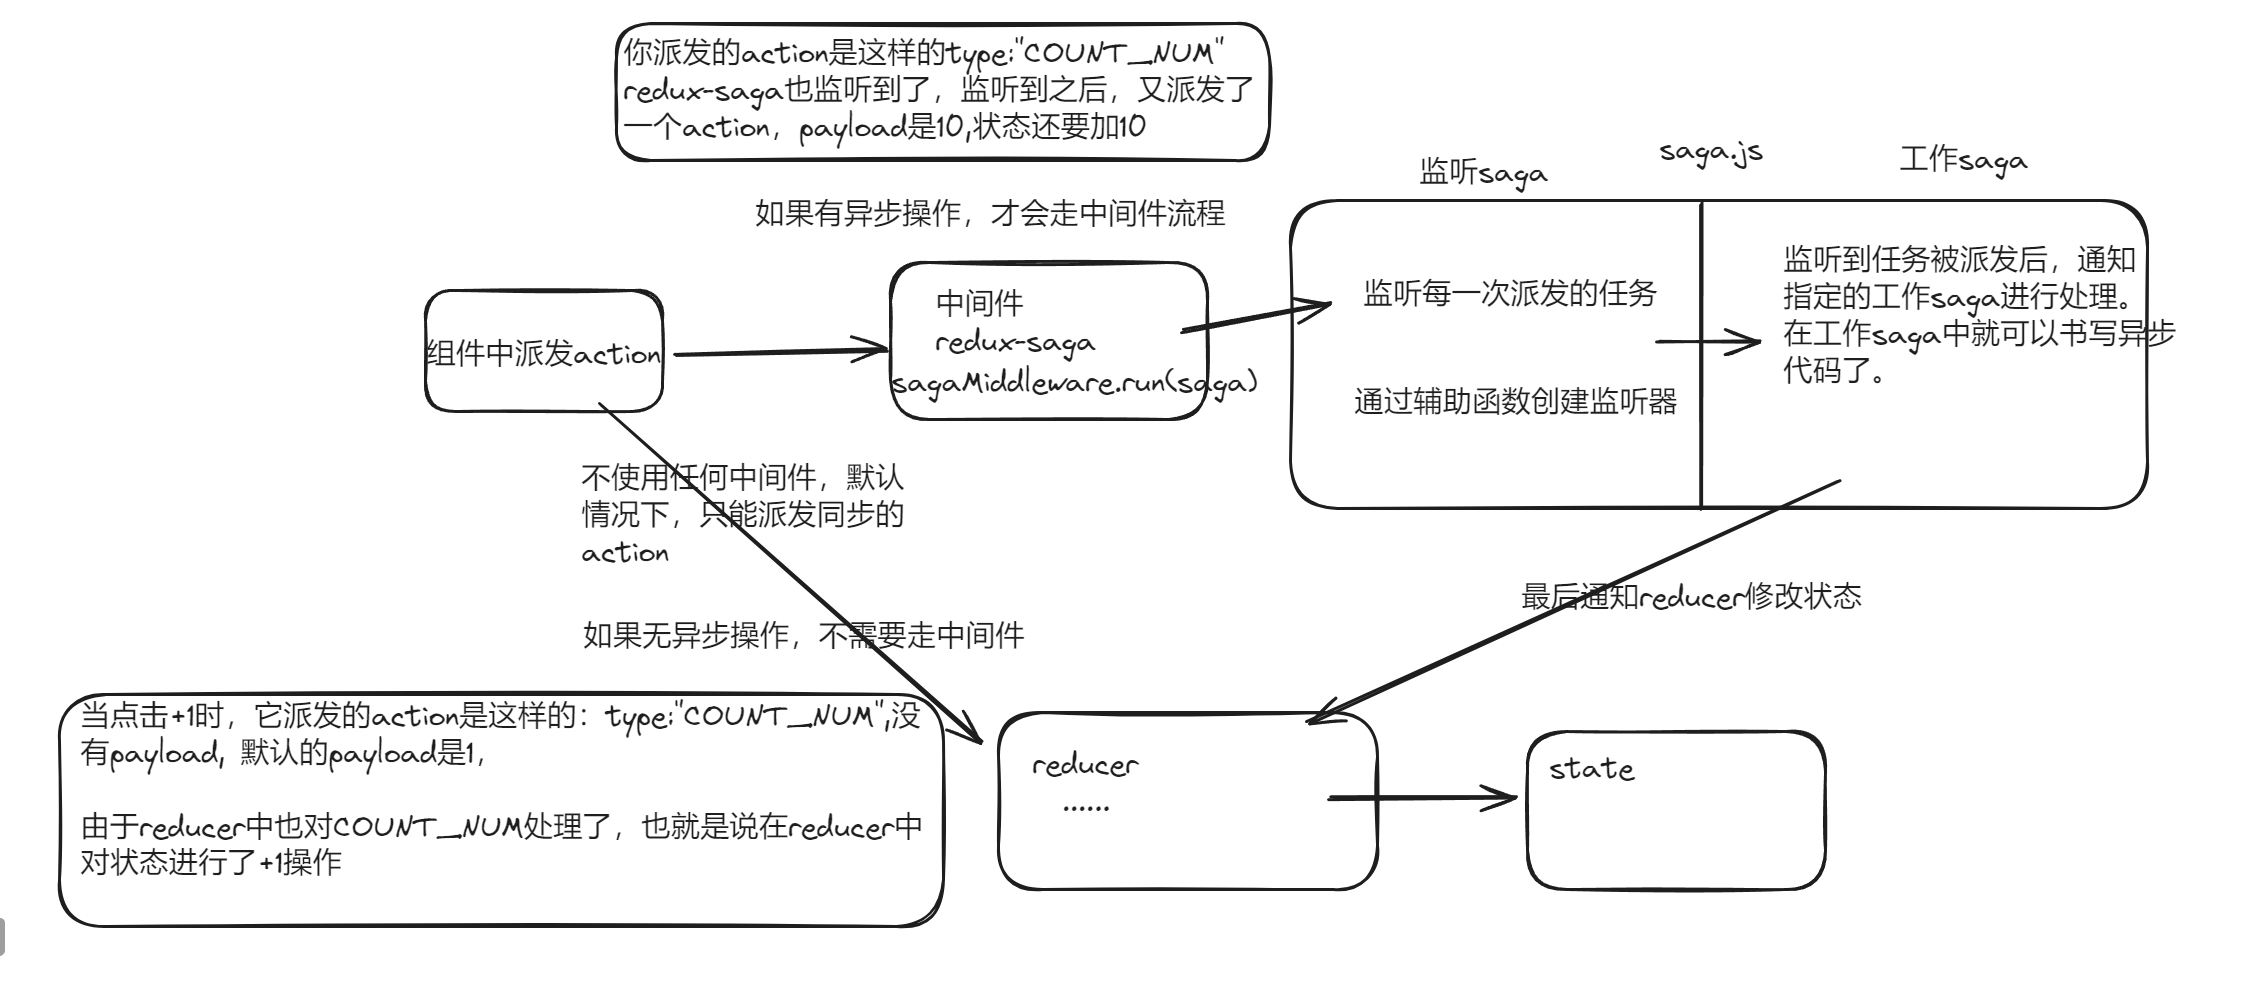 你派发的action是这样的type:"COUNT_NUM"
redux-saga也监听到了，监听到之后，又派发了
一个action，payload是10,状态还要加10
监听saga
saga.js
工作saga
如果有异步操作，才会走中间件流程
组件中派发action
中间件
redux-saga
sagaMiddleware.run(saga)
监听每一次派发的任务
通过辅助函数创建监听器
监听到任务被派发后，通知
指定的工作saga进行处理。
在工作saga中就可以书写异步
代码了。
不使用任何中间件，默认
情况下，只能派发同步的
action
如果无异步操作，不需要走中间件
最后通知reducer修改状态
当点击+1时，它派发的action是这样的：type:"COUNT_NUM",没
有payload, 默认的payload是1，
由于reducer中也对COUNT_NUM处理了，也就是说在reducer中
对状态进行了+1操作
reducer
......
state